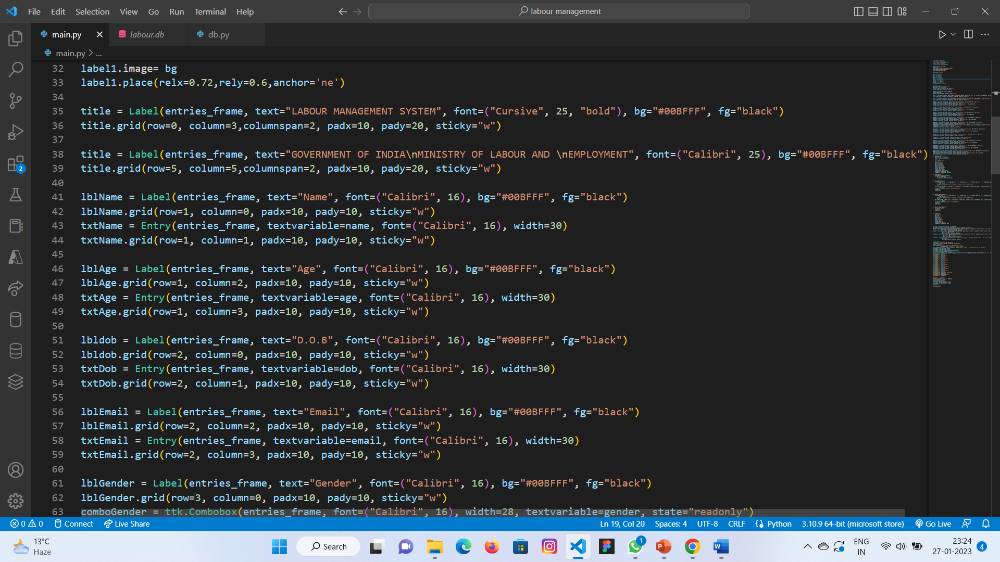 File Edit Selection View Go Run Terminal Help
labour management
main.py labour.db db.py
main.py > ...
32 label1.image= bg
33 label1.place(relx=0.72,rely=0.6,anchor='ne')
34
35 title = Label(entries_frame, text="LABOUR MANAGEMENT SYSTEM", font=("Cursive", 25, "bold"), bg="#00BFFF", fg="black")
36 title.grid(row=0, column=3,columnspan=2, padx=10, pady=20, sticky="w")
37
38 title = Label(entries_frame, text="GOVERNMENT OF INDIA\nMINISTRY OF LABOUR AND \nEMPLOYMENT", font=("Calibri", 25), bg="#00BFFF", fg="black")
39 title.grid(row=5, column=5,columnspan=2, padx=10, pady=20, sticky="w")
40
41 lblName = Label(entries_frame, text="Name", font=("Calibri", 16), bg="#00BFFF", fg="black")
42 lblName.grid(row=1, column=0, padx=10, pady=10, sticky="w")
43 txtName = Entry(entries_frame, textvariable=name, font=("Calibri", 16), width=30)
44 txtName.grid(row=1, column=1, padx=10, pady=10, sticky="w")
45
46 lblAge = Label(entries_frame, text="Age", font=("Calibri", 16), bg="#00BFFF", fg="black")
47 lblAge.grid(row=1, column=2, padx=10, pady=10, sticky="w")
48 txtAge = Entry(entries_frame, textvariable=age, font=("Calibri", 16), width=30)
49 txtAge.grid(row=1, column=3, padx=10, pady=10, sticky="w")
50
51 lbldob = Label(entries_frame, text="D.O.B", font=("Calibri", 16), bg="#00BFFF", fg="black")
52 lbldob.grid(row=2, column=0, padx=10, pady=10, sticky="w")
53 txtDob = Entry(entries_frame, textvariable=dob, font=("Calibri", 16), width=30)
54 txtDob.grid(row=2, column=1, padx=10, pady=10, sticky="w")
55
56 lblEmail = Label(entries_frame, text="Email", font=("Calibri", 16), bg="#00BFFF", fg="black")
57 lblEmail.grid(row=2, column=2, padx=10, pady=10, sticky="w")
58 txtEmail = Entry(entries_frame, textvariable=email, font=("Calibri", 16), width=30)
59 txtEmail.grid(row=2, column=3, padx=10, pady=10, sticky="w")
60
61 lblGender = Label(entries_frame, text="Gender", font=("Calibri", 16), bg="#00BFFF", fg="black")
62 lblGender.grid(row=3, column=0, padx=10, pady=10, sticky="w")
63 comboGender = ttk.Combobox(entries_frame, font=("Calibri", 16), width=28, textvariable=gender, state="readonly")
2
0 0 Connect Live Share Ln 19, Col 20 Spaces: 4 UTF-8 CRLF Python 3.10.9 64-bit (microsoft store) Go Live
13°C
Haze
Search
1
ENG
IN
23:24
27-01-2023
4